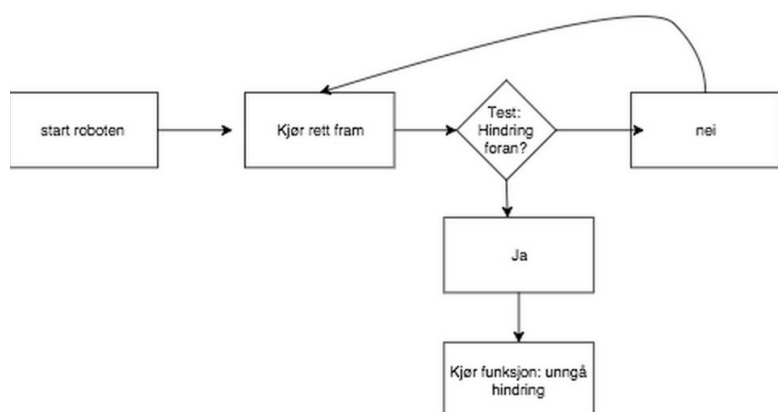 start roboten
Kjør rett fram
Test:
Hindring
foran?
nei
Ja
Kjør funksjon: unngå
hindring